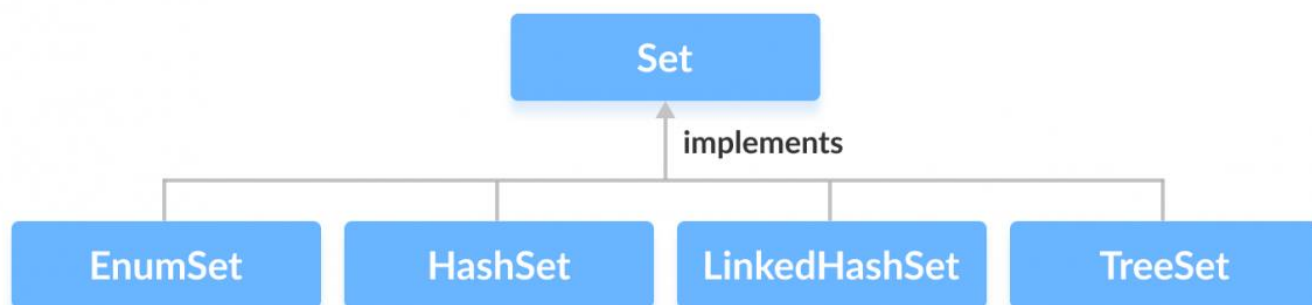 Set
implements
EnumSet
HashSet
LinkedHashSet
TreeSet